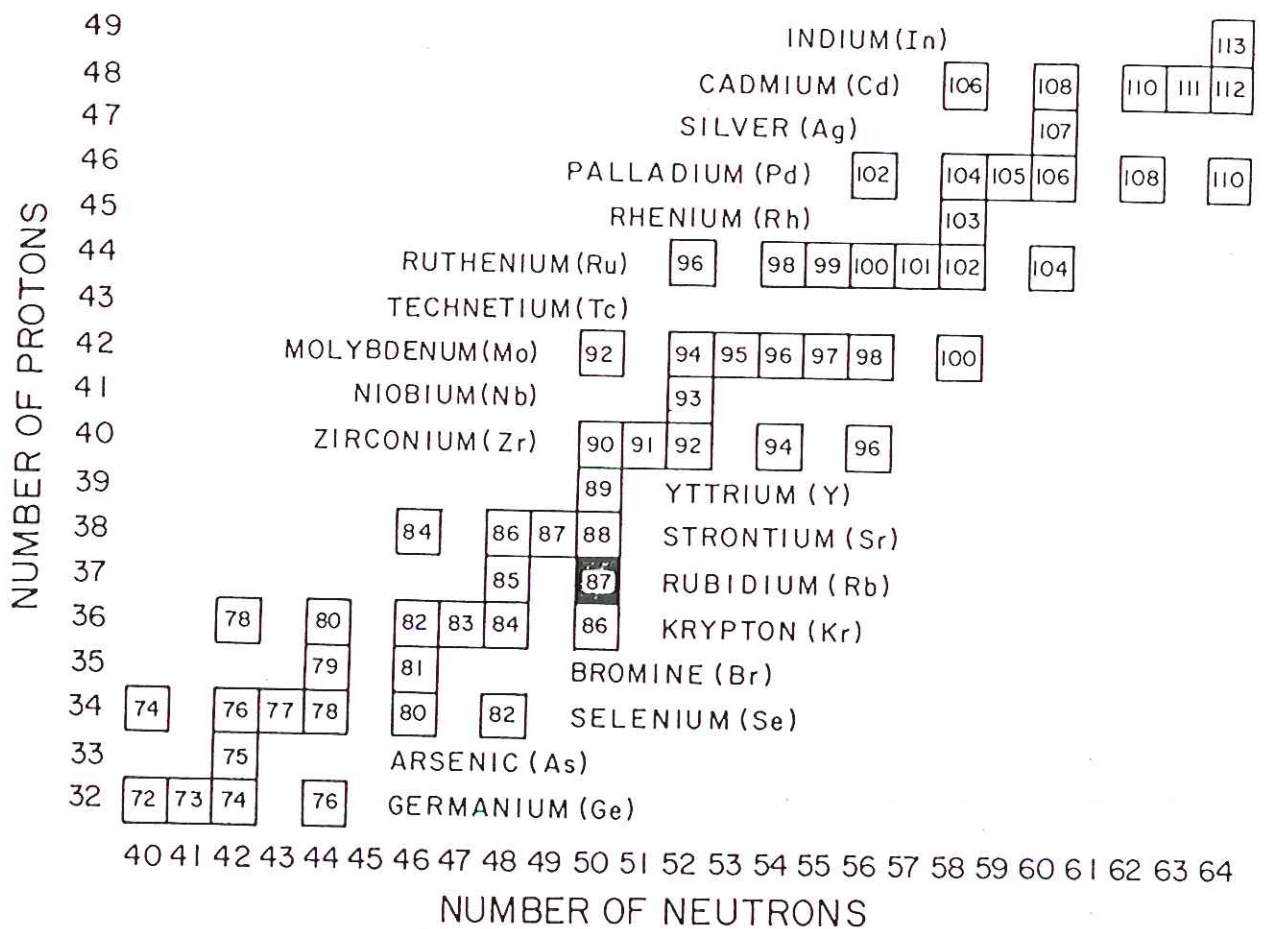 49 INDIUM (In) 113
48 CADMIUM (Cd) 106 108 110 111 112
47 SILVER (Ag) 107
46 PALLADIUM (Pd) 102 104 105 106 108 110
45 RHENIUM (Rh) 103
44 RUTHENIUM (Ru) 96 98 99 100 101 102 104
43 TECHNETIUM (Tc)
42 MOLYBDENUM (Mo) 92 94 95 96 97 98 100
41 NIOBIUM (Nb) 93
40 ZIRCONIUM (Zr) 90 91 92 94 96
39 89 YTTRIUM (Y)
38 84 86 87 88 STRONTIUM (Sr)
37 85 87 RUBIDIUM (Rb)
36 78 80 82 83 84 86 KRYPTON (Kr)
35 79 81 BROMINE (Br)
34 74 76 77 78 80 82 SELENIUM (Se)
33 75 ARSENIC (As)
32 72 73 74 76 GERMANIUM (Ge)
40 41 42 43 44 45 46 47 48 49 50 51 52 53 54 55 56 57 58 59 60 61 62 63 64
NUMBER OF NEUTRONS
NUMBER OF PROTONS